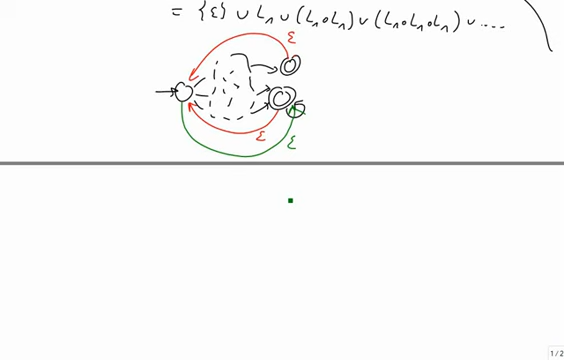 = {ε} ∪ L₁ ∪ (L₁∘L₁) ∪ (L₁∘L₁∘L₁) ∪ ....
ε
ε
ε
1/2